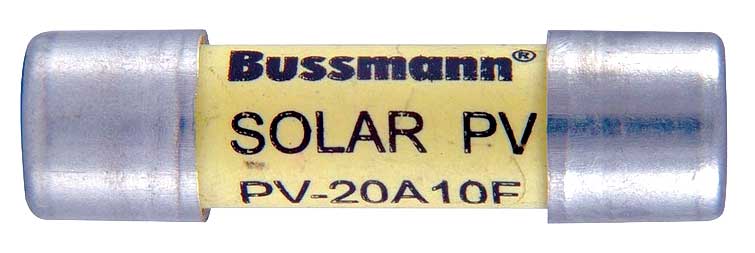 Bussmann®
SOLAR PV
PV-20A10F